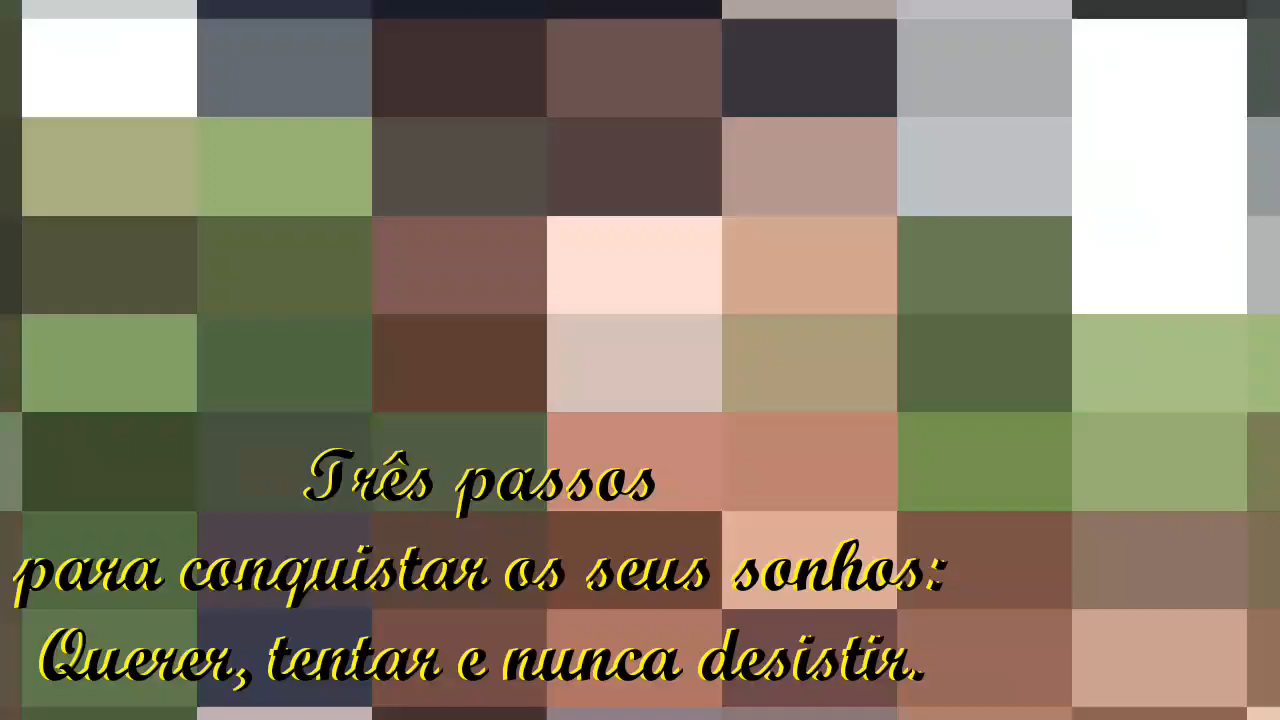 Três passos
para conquistar os seus sonhos:
Querer, tentar e nunca desistir.